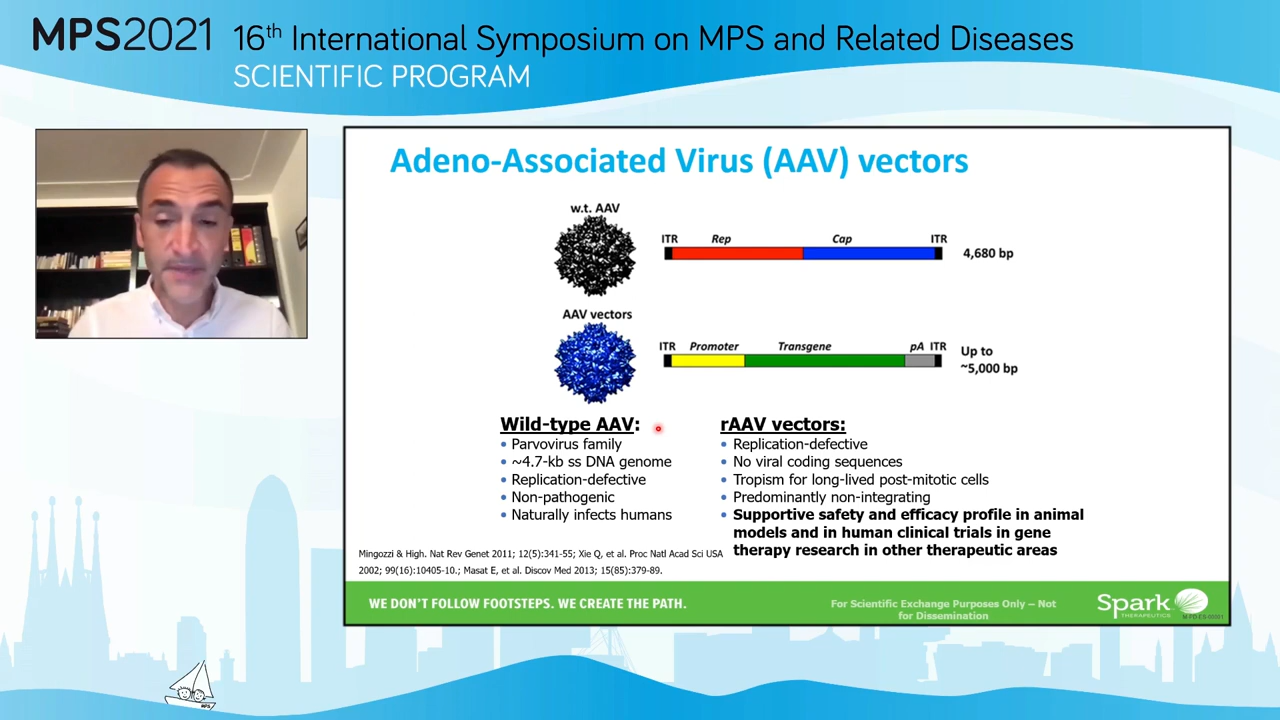 MPS2021 16th International Symposium on MPS and Related Diseases
SCIENTIFIC PROGRAM
Adeno-Associated Virus (AAV) vectors
w.t. AAV
ITR Rep Cap ITR
4,680 bp
AAV vectors
ITR Promoter Transgene pA ITR
Up to
~5,000 bp
Wild-type AAV:
• Parvovirus family
• ~4.7-kb ss DNA genome
• Replication-defective
• Non-pathogenic
• Naturally infects humans
rAAV vectors:
• Replication-defective
• No viral coding sequences
• Tropism for long-lived post-mitotic cells
• Predominantly non-integrating
• Supportive safety and efficacy profile in animal
models and in human clinical trials in gene
therapy research in other therapeutic areas
Mingozzi & High. Nat Rev Genet 2011; 12(5):341-55; Xie Q, et al. Proc Natl Acad Sci USA
2002; 99(16):10405-10.; Masat E, et al. Discov Med 2013; 15(85):379-89.
WE DON'T FOLLOW FOOTSTEPS. WE CREATE THE PATH.
For Scientific Exchange Purposes Only – Not
for Dissemination
Spark
THERAPEUTICS
MPS